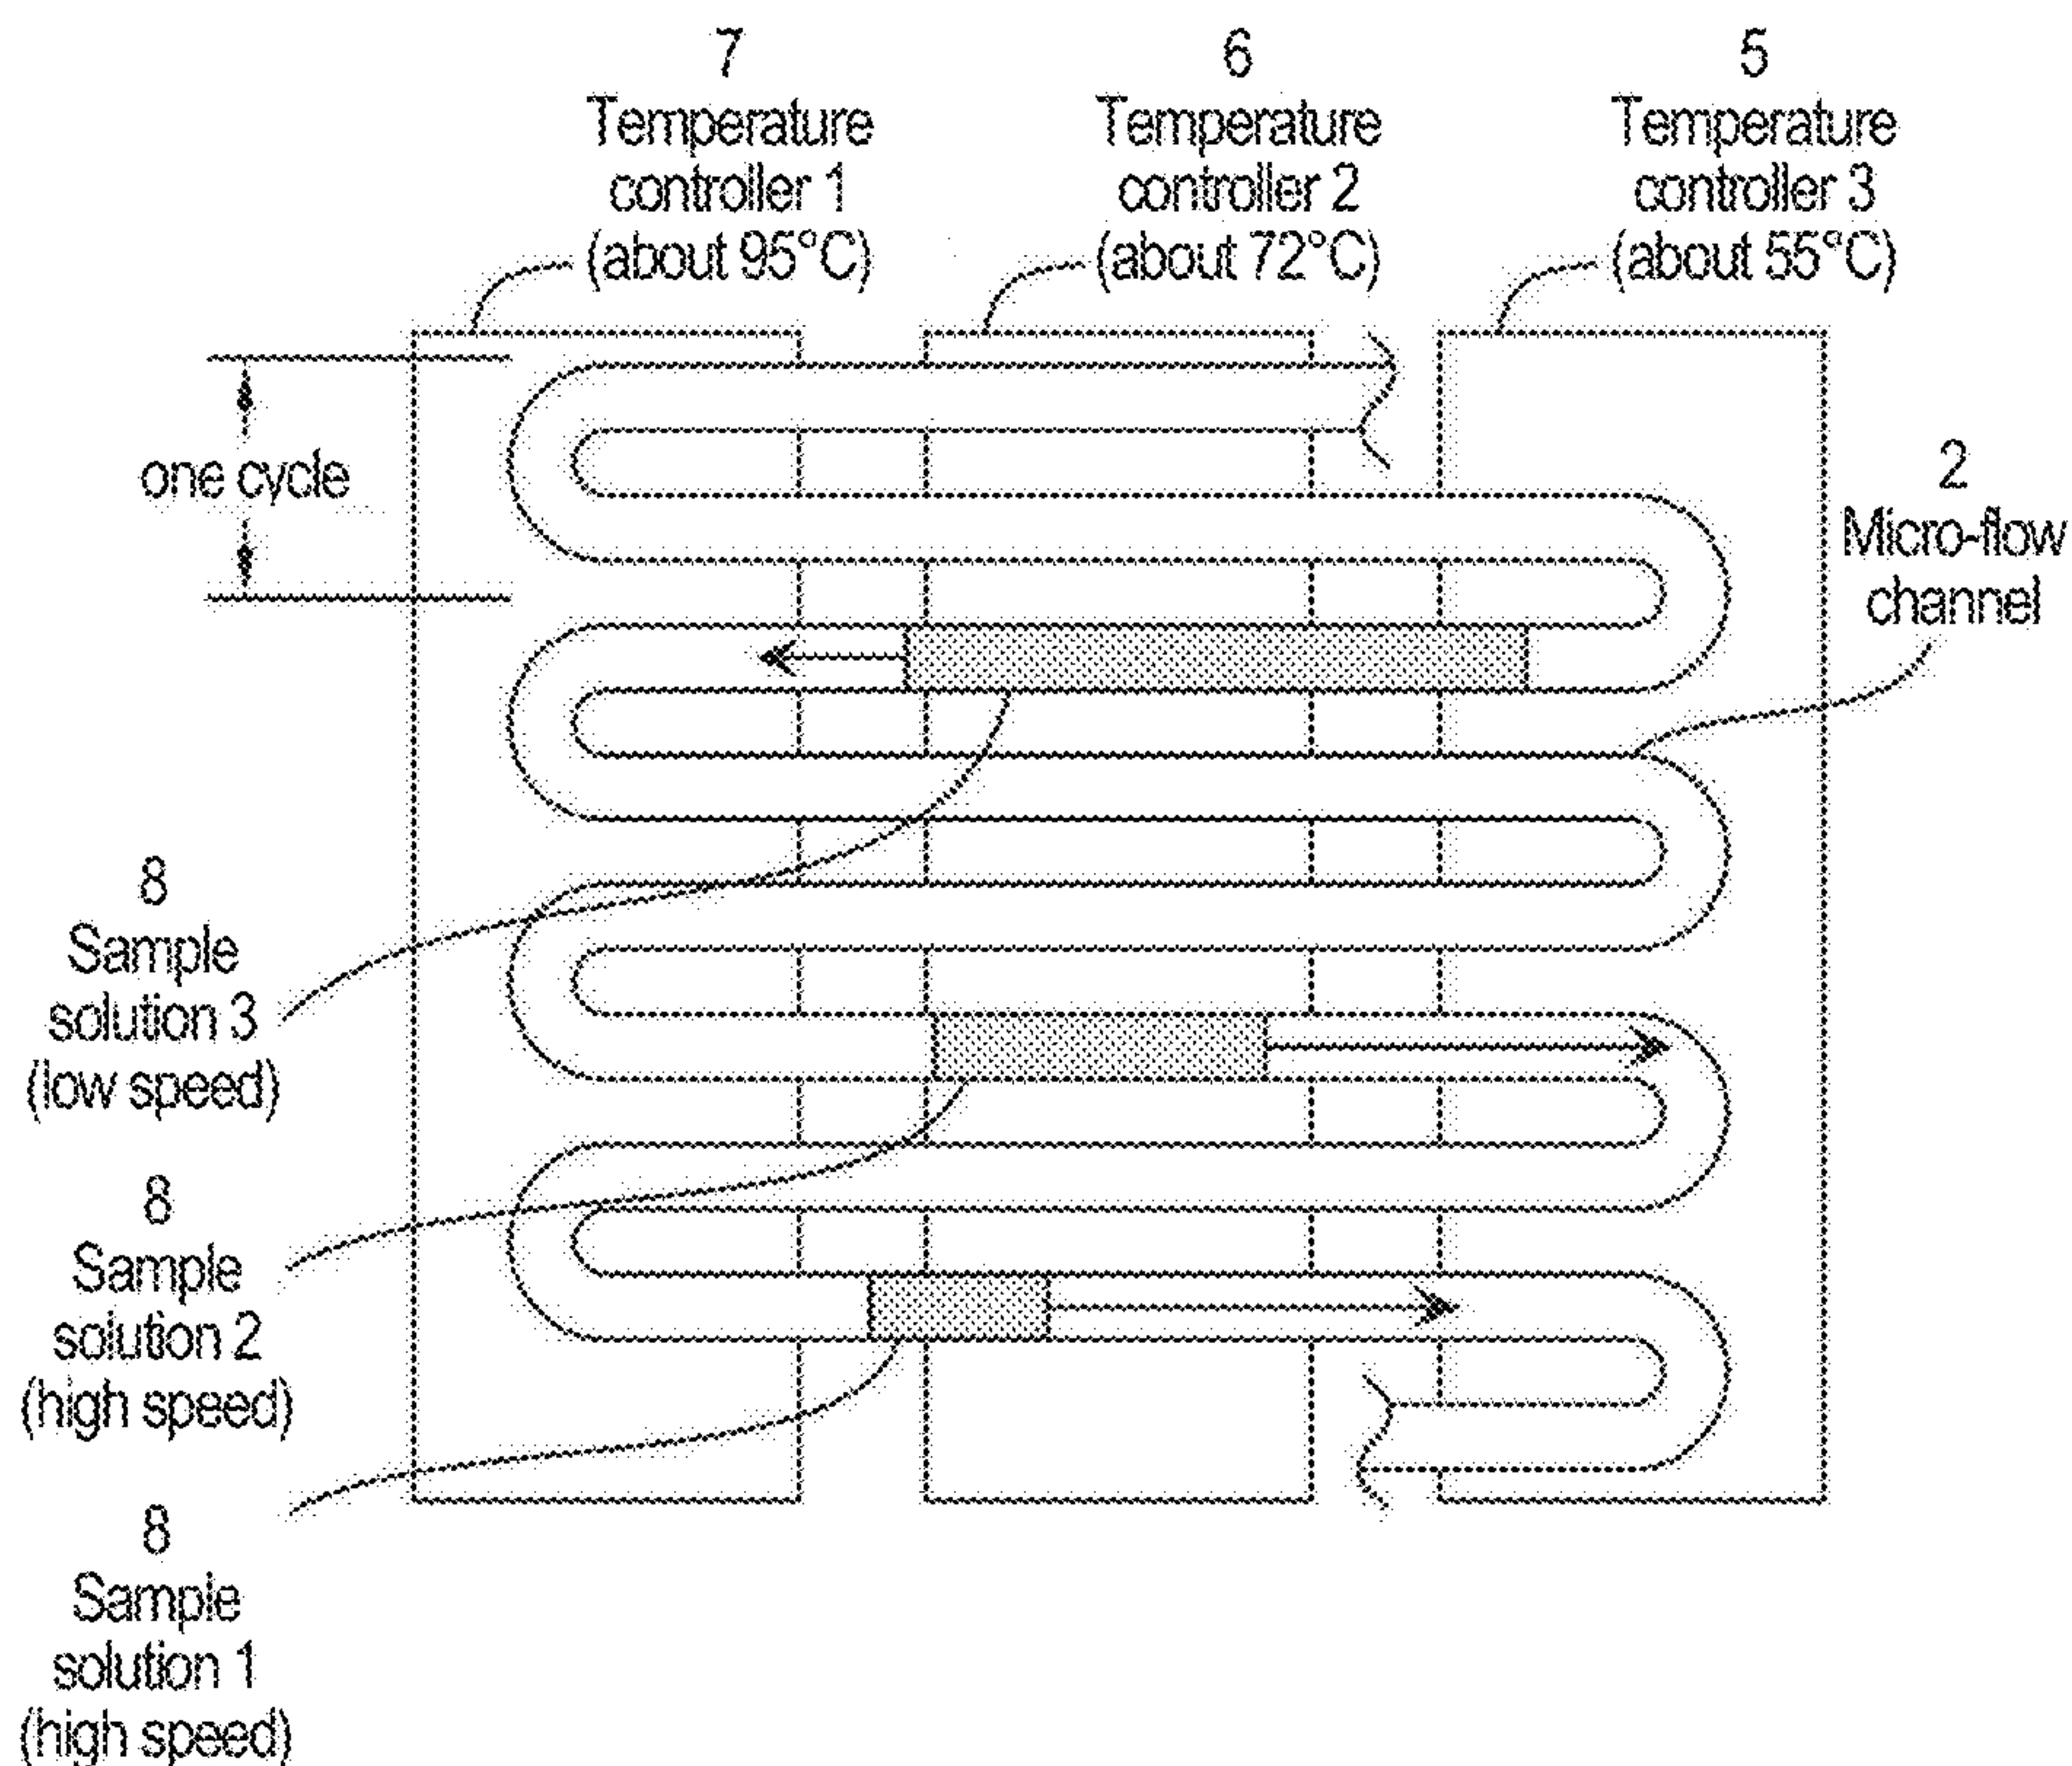 7
Temperature
controller 1
(about 95°C)
6
Temperature
controller 2
(about 72°C)
5
Temperature
controller 3
(about 55°C)
one cycle
2
Micro-flow
channel
8
Sample
solution 3
(low speed)
8
Sample
solution 2
(high speed)
8
Sample
solution 1
(high speed)